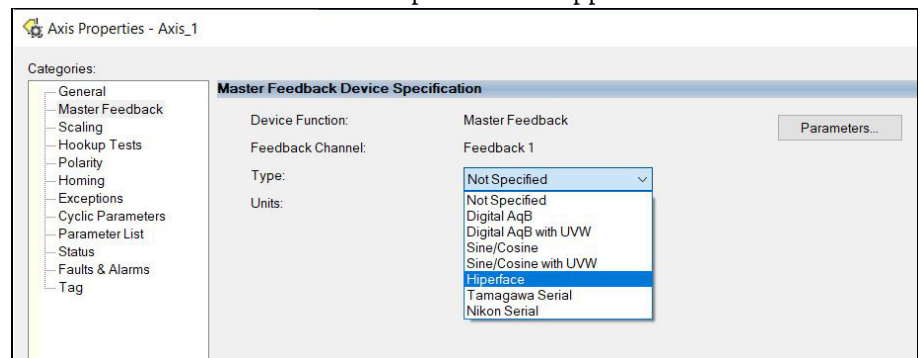 Axis Properties - Axis_1
Categories:
General
Master Feedback
Scaling
Hookup Tests
Polarity
Homing
Exceptions
Cyclic Parameters
Parameter List
Status
Faults & Alarms
Tag
Master Feedback Device Specification
Device Function: Master Feedback
Parameters...
Feedback Channel: Feedback 1
Type: Not Specified
Units:
Not Specified
Digital AqB
Digital AqB with UVW
Sine/Cosine
Sine/Cosine with UVW
Hiperface
Tamagawa Serial
Nikon Serial